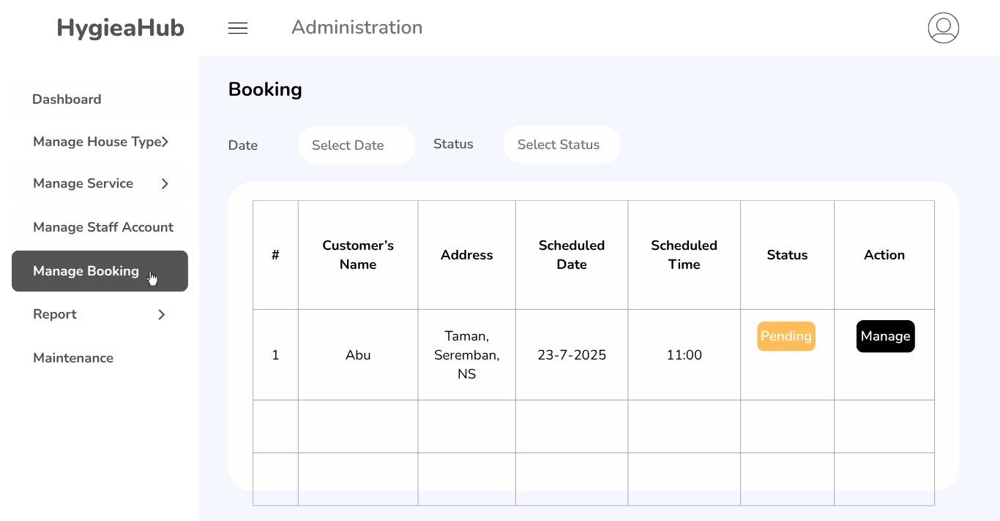 HygieaHub
Administration
Dashboard
Manage House Type
Manage Service
Manage Staff Account
Manage Booking
Report
Maintenance
Booking
Date
Select Date
Status
Select Status
#
Customer’s
Name
Address
Scheduled
Date
Scheduled
Time
Status
Action
1
Abu
Taman,
Seremban,
NS
23-7-2025
11:00
Pending
Manage